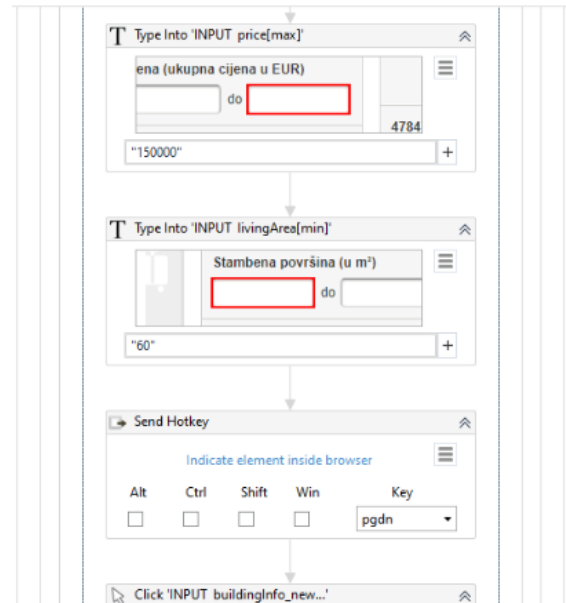 T Type Into 'INPUT price[max]'
ena (ukupna cijena u EUR)
do
4784
"150000" +
T Type Into 'INPUT livingArea[min]'
Stambena površina (u m²)
do
"60" +
Send Hotkey
Indicate element inside browser
Alt Ctrl Shift Win Key
pgdn
Click 'INPUT buildingInfo_new...'